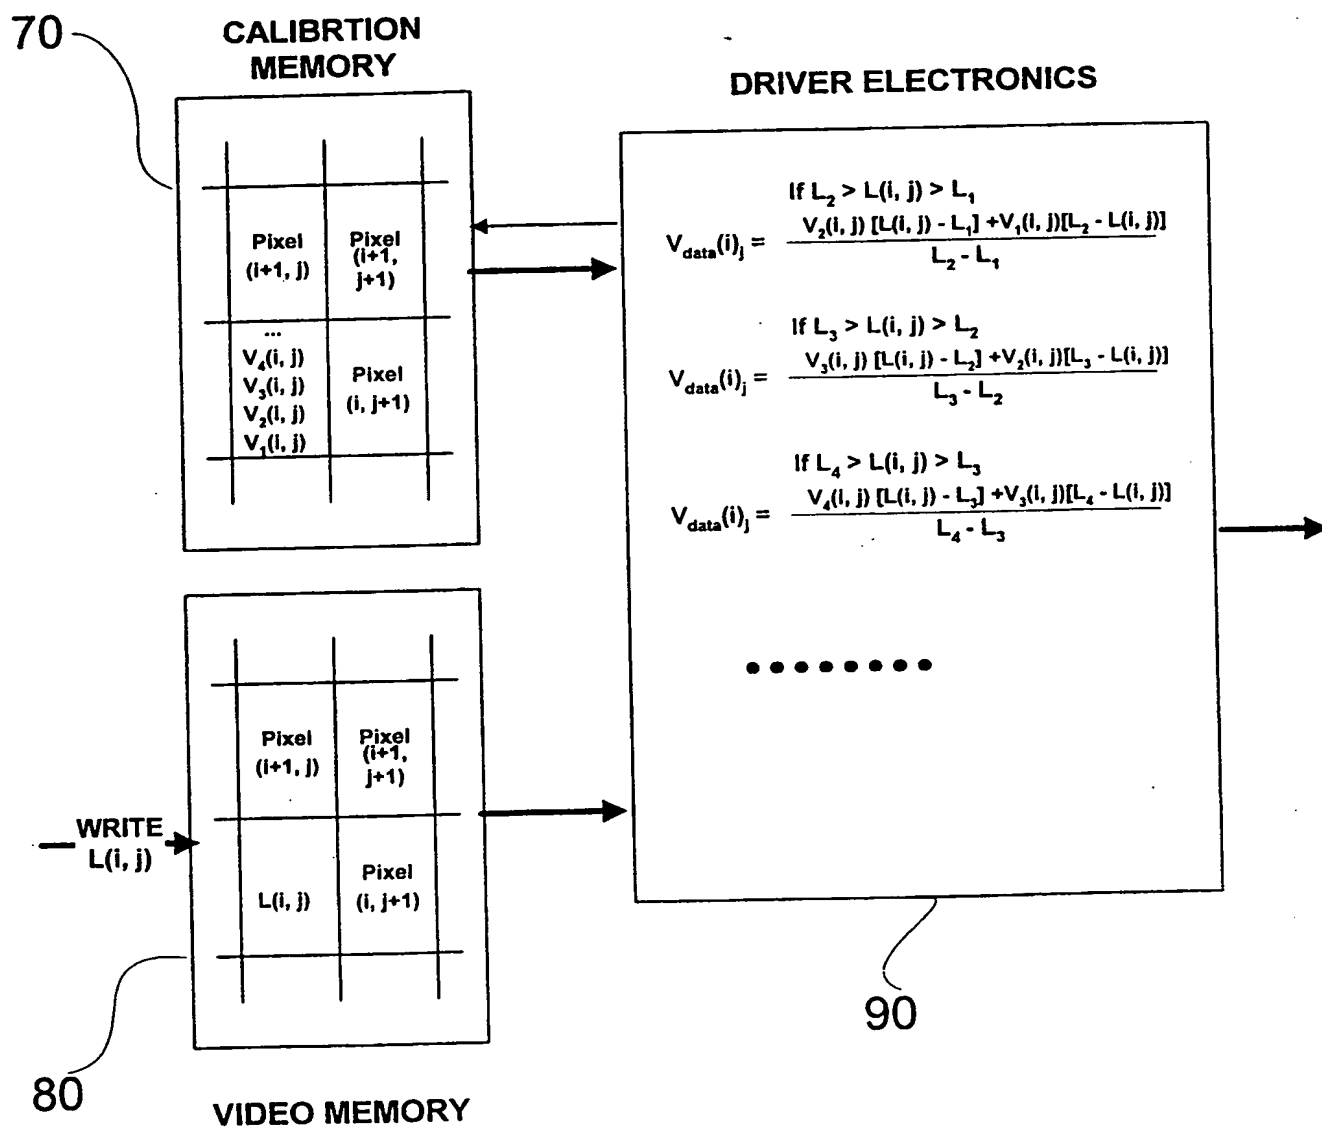 70
CALIBRTION
MEMORY
Pixel
(i+1, j)
Pixel
(i+1,
j+1)
...
V₄(i, j)
V₃(i, j)
V₂(i, j)
V₁(i, j)
Pixel
(i, j+1)
DRIVER ELECTRONICS
If L₂ > L(i, j) > L₁
V_data(i)_j = V₂(i, j) [L(i, j) - L₁] +V₁(i, j)[L₂ - L(i, j)]
L₂ - L₁
If L₃ > L(i, j) > L₂
V_data(i)_j = V₃(i, j) [L(i, j) - L₂] +V₂(i, j)[L₃ - L(i, j)]
L₃ - L₂
If L₄ > L(i, j) > L₃
V_data(i)_j = V₄(i, j) [L(i, j) - L₃] +V₃(i, j)[L₄ - L(i, j)]
L₄ - L₃
● ● ● ● ● ● ● ●
90
WRITE
L(i, j)
Pixel
(i+1, j)
Pixel
(i+1,
j+1)
L(i, j)
Pixel
(i, j+1)
80
VIDEO MEMORY